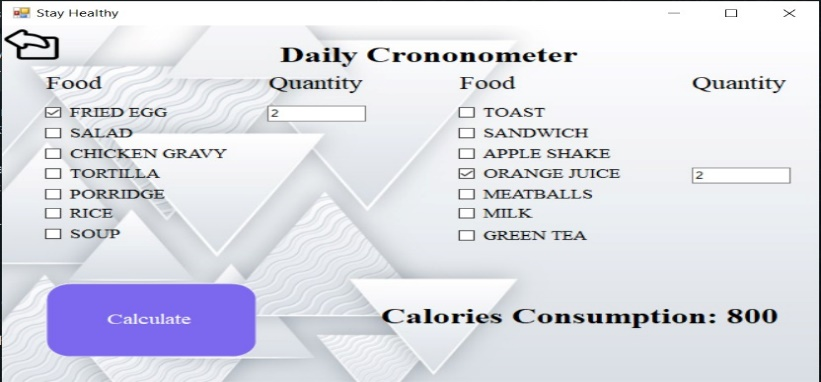 Stay Healthy
Daily Crononometer
Food Quantity Food Quantity
FRIED EGG 2 TOAST
SALAD SANDWICH
CHICKEN GRAVY APPLE SHAKE
TORTILLA ORANGE JUICE 2
PORRIDGE MEATBALLS
RICE MILK
SOUP GREEN TEA
Calculate Calories Consumption: 800